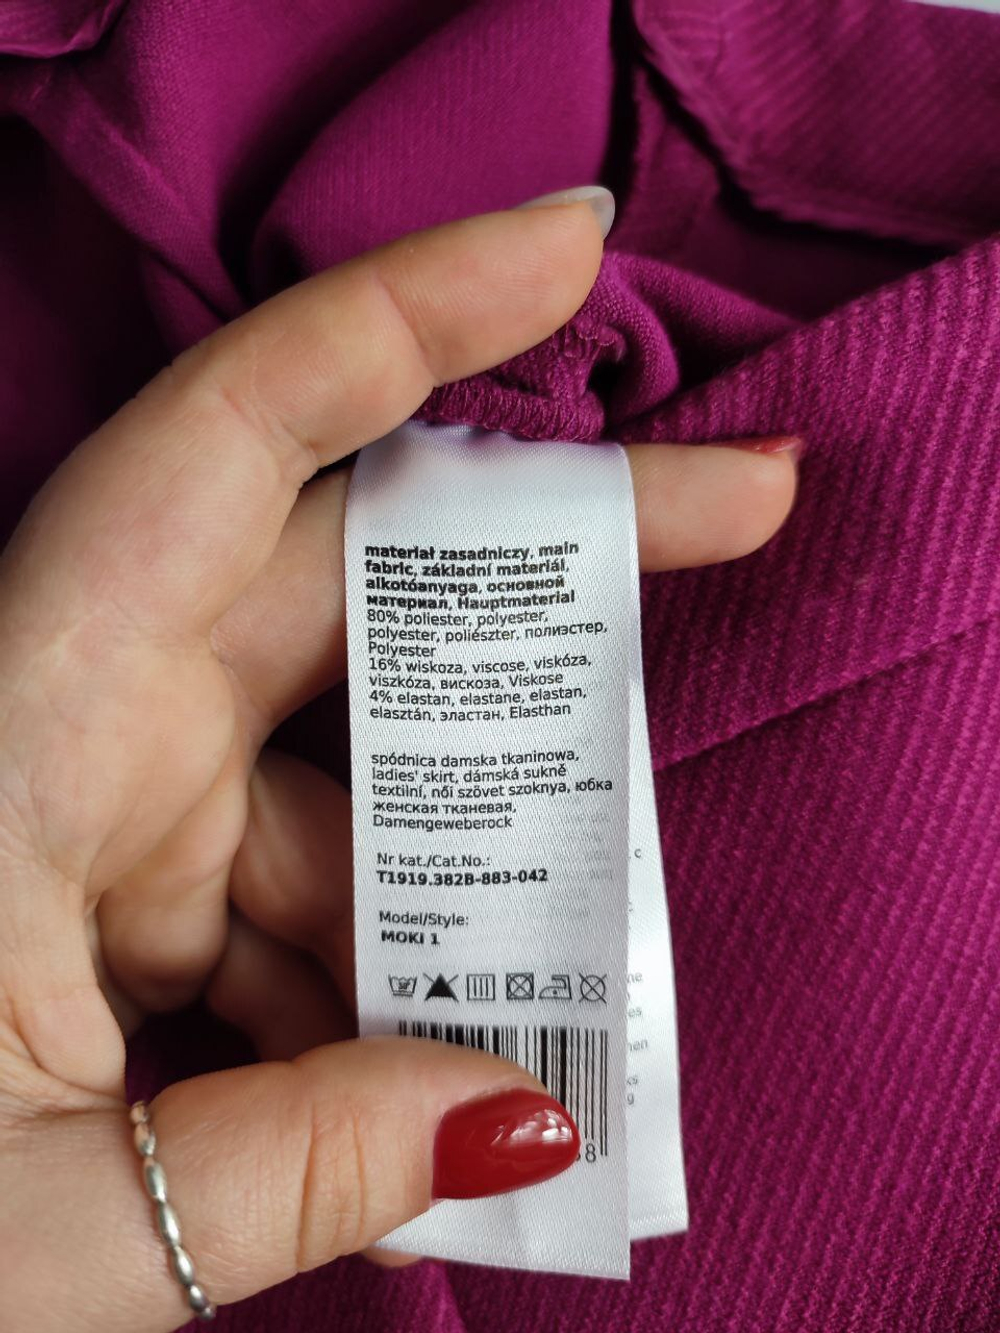 materiał zasadniczy, main
fabric, základní materiál,
alkotóanyaga, основной
материал, Hauptmaterial
80% poliester, polyester,
polyester, poliészter, полиэстер,
Polyester
16% wiskoza, viscose, viskóza,
viszkóza, вискоза, Viskose
4% elastan, elastane, elastan,
elasztán, эластан, Elasthan
spódnica damska tkaninowa,
ladies' skirt, dámská sukně
textilní, női szövet szoknya, юбка
женская тканевая,
Damengeweberock
Nr kat./Cat.No.:
T1919.382B-883-042
Model/Style:
MOKI 1
8